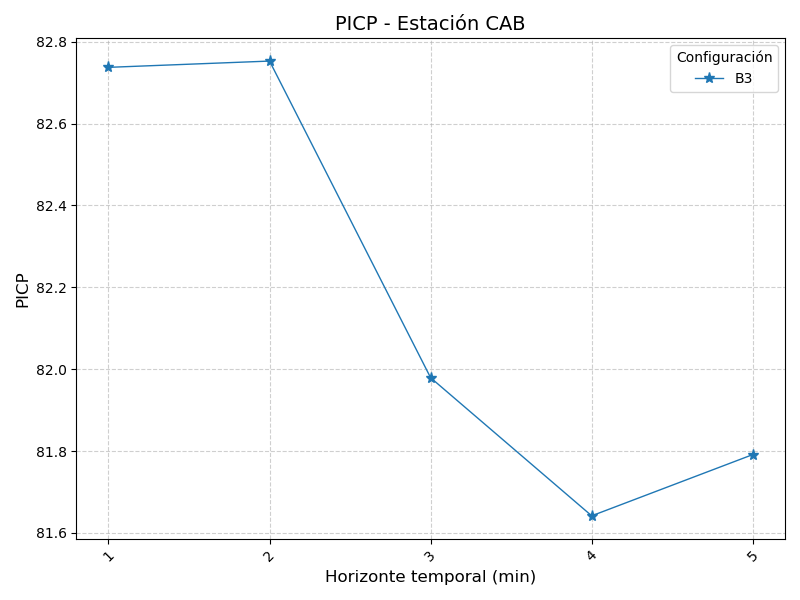 PICP - Estación CAB
Configuración
B3
PICP
82.8
82.6
82.4
82.2
82.0
81.8
81.6
1
2
3
4
5
Horizonte temporal (min)